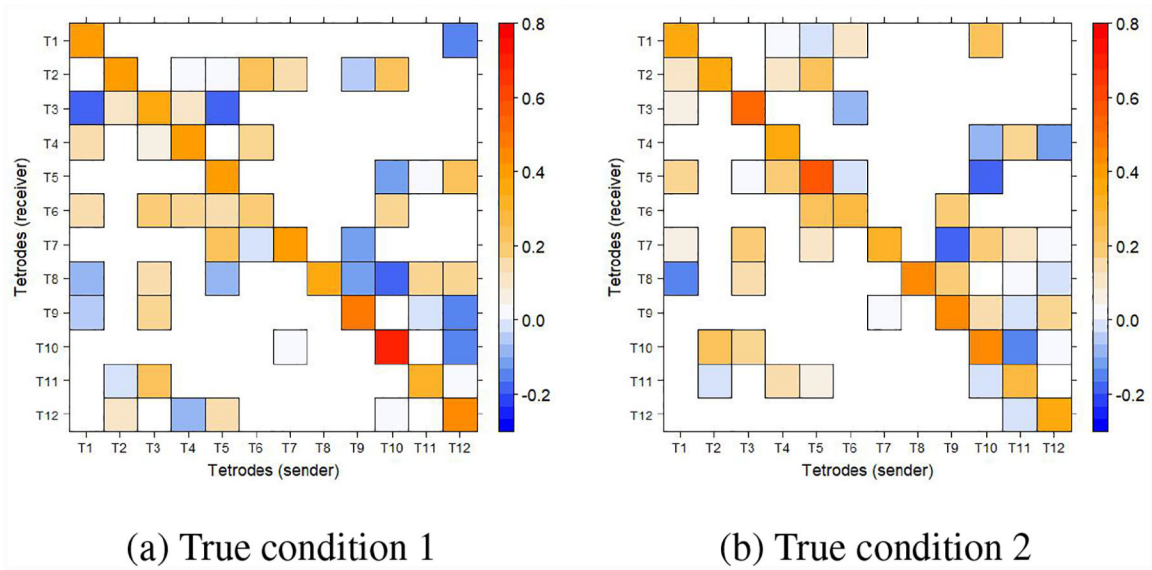 T1
T2
T3
T4
T5
T6
T7
T8
T9
T10
T11
T12
Tetrodes (receiver)
T1 T2 T3 T4 T5 T6 T7 T8 T9 T10 T11 T12
Tetrodes (sender)
0.8
0.6
0.4
0.2
0.0
-0.2
(a) True condition 1
T1
T2
T3
T4
T5
T6
T7
T8
T9
T10
T11
T12
Tetrodes (receiver)
T1 T2 T3 T4 T5 T6 T7 T8 T9 T10 T11 T12
Tetrodes (sender)
0.8
0.6
0.4
0.2
0.0
-0.2
(b) True condition 2